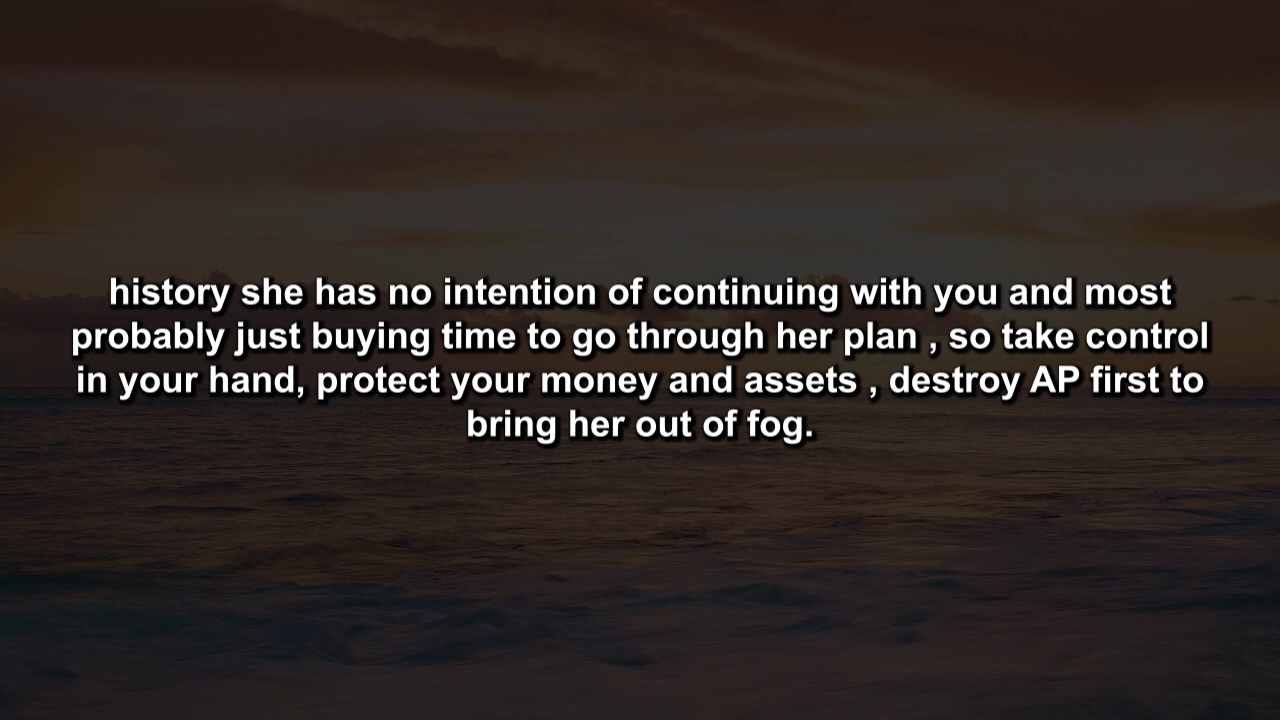 history she has no intention of continuing with you and most
probably just buying time to go through her plan , so take control
in your hand, protect your money and assets , destroy AP first to
bring her out of fog.